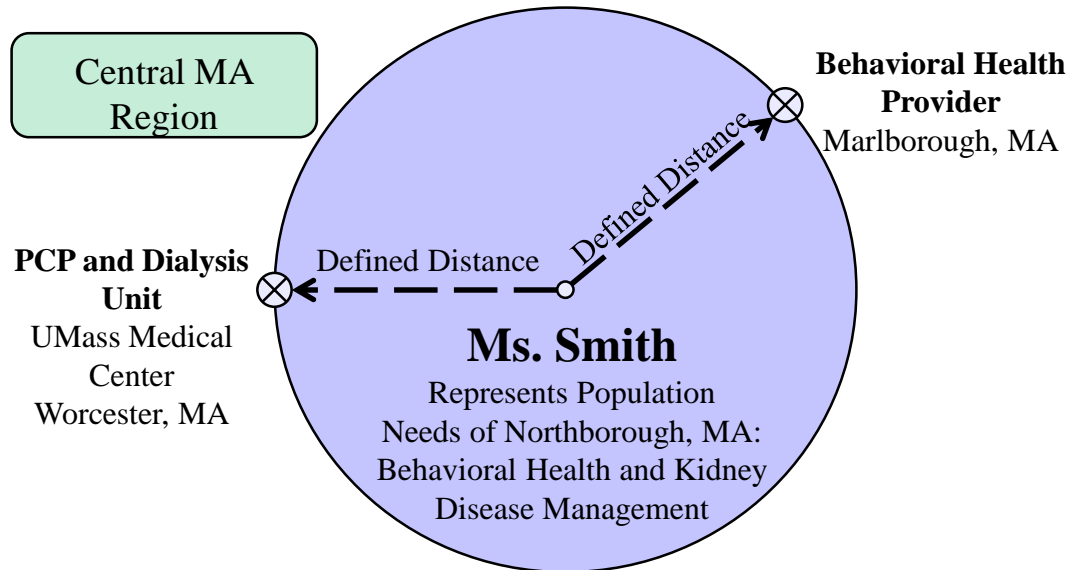 Central MA
Region
Behavioral Health
Provider
Marlborough, MA
Defined Distance
PCP and Dialysis
Unit
UMass Medical
Center
Worcester, MA
Defined Distance
Ms. Smith
Represents Population
Needs of Northborough, MA:
Behavioral Health and Kidney
Disease Management